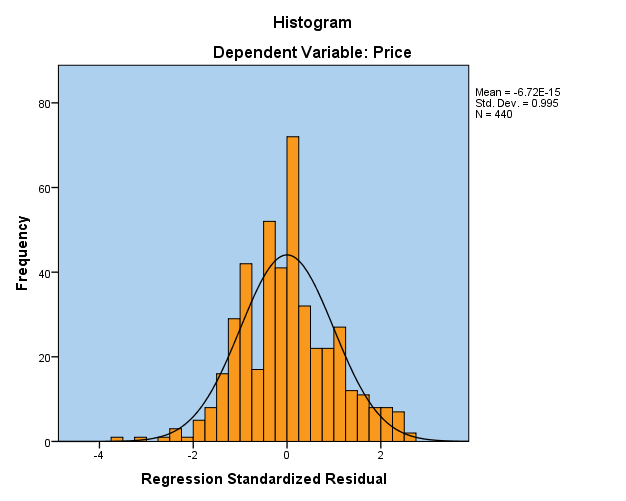 Histogram
Dependent Variable: Price
Mean = -6.72E-15
Std. Dev. = 0.995
N = 440
80
60
40
20
0
Frequency
-4 -2 0 2
Regression Standardized Residual